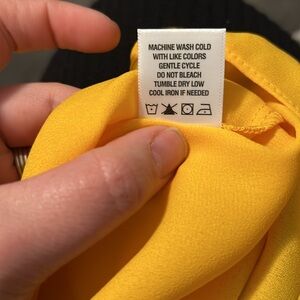 MACHINE WASH COLD
WITH LIKE COLORS
GENTLE CYCLE
DO NOT BLEACH
TUMBLE DRY LOW
COOL IRON IF NEEDED